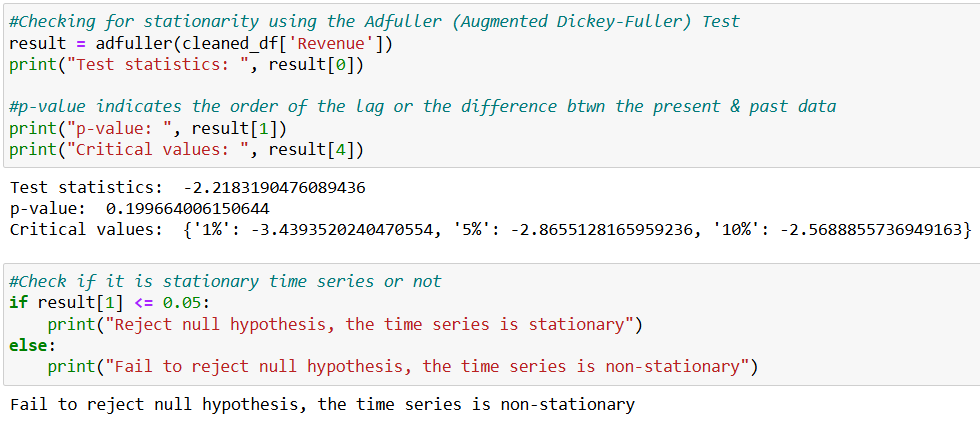 #Checking for stationarity using the Adfuller (Augmented Dickey-Fuller) Test
result = adfuller(cleaned_df['Revenue'])
print("Test statistics: ", result[0])
#p-value indicates the order of the lag or the difference btwn the present & past data
print("p-value: ", result[1])
print("Critical values: ", result[4])
Test statistics:  -2.2183190476089436
p-value:  0.199664006150644
Critical values:  {'1%': -3.4393520240470554, '5%': -2.8655128165959236, '10%': -2.5688855736949163}
#Check if it is stationary time series or not
if result[1] <= 0.05:
    print("Reject null hypothesis, the time series is stationary")
else:
    print("Fail to reject null hypothesis, the time series is non-stationary")
Fail to reject null hypothesis, the time series is non-stationary